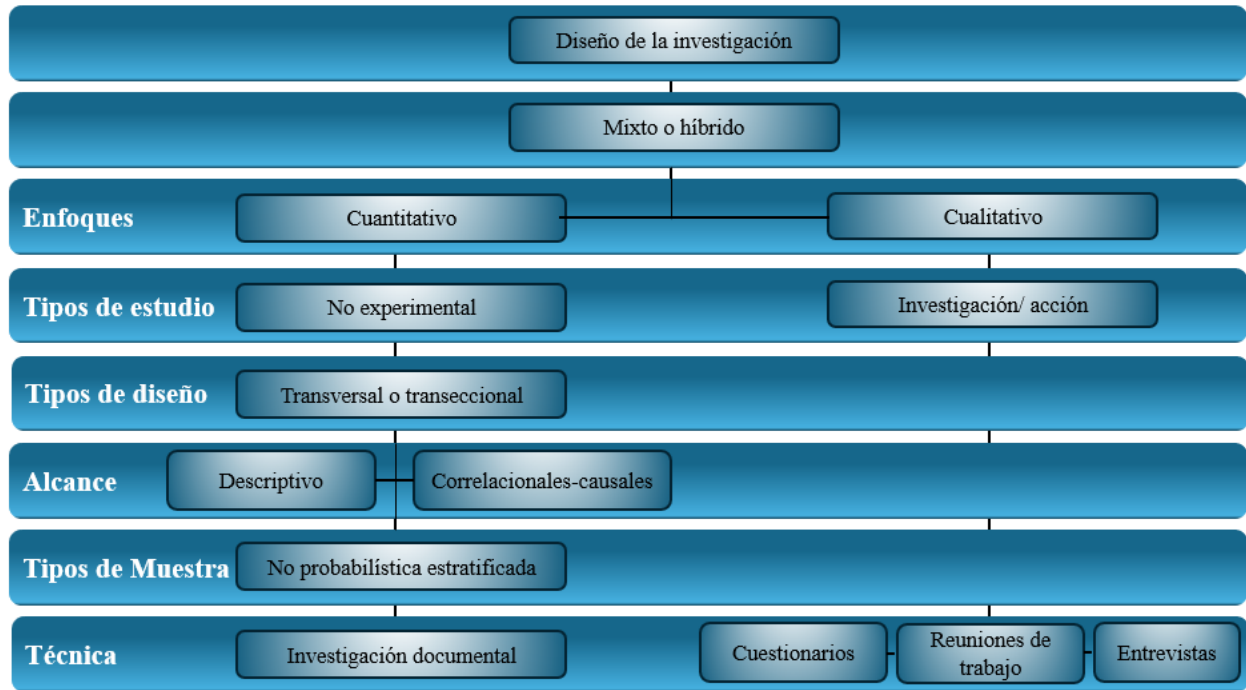 Diseño de la investigación
Mixto o híbrido
Enfoques
Cuantitativo
Cualitativo
Tipos de estudio
No experimental
Investigación/ acción
Tipos de diseño
Transversal o transeccional
Alcance
Descriptivo
Correlacionales-causales
Tipos de Muestra
No probabilística estratificada
Técnica
Investigación documental
Cuestionarios
Reuniones de
trabajo
Entrevistas